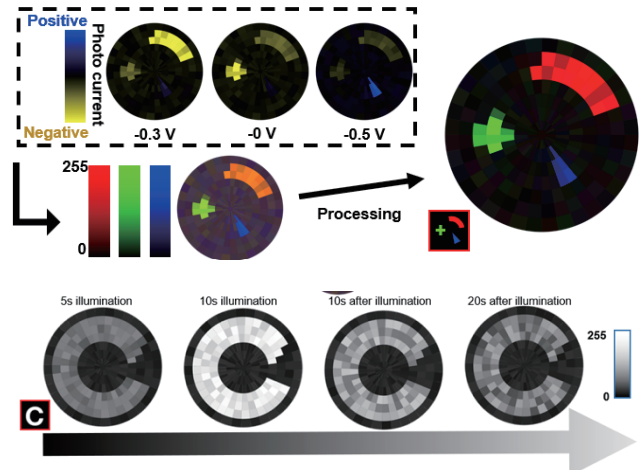 Positive
Photo current
Negative
-0.3 V
-0 V
-0.5 V
255
0
Processing
5s illumination
10s illumination
10s after illumination
20s after illumination
255
0
C